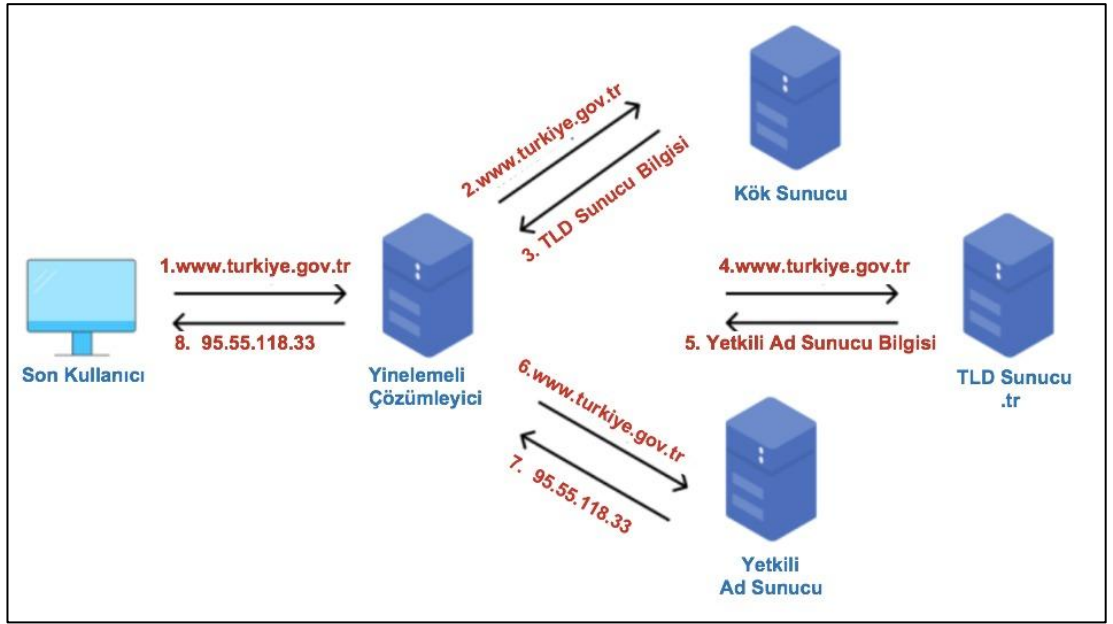 2.www.turkiye.gov.tr
3. TLD Sunucu Bilgisi
Kök Sunucu
1.www.turkiye.gov.tr
8. 95.55.118.33
Son Kullanıcı
Yinelemeli
Çözümleyici
4.www.turkiye.gov.tr
5. Yetkili Ad Sunucu Bilgisi
TLD Sunucu
.tr
6.www.turkiye.gov.tr
7. 95.55.118.33
Yetkili
Ad Sunucu